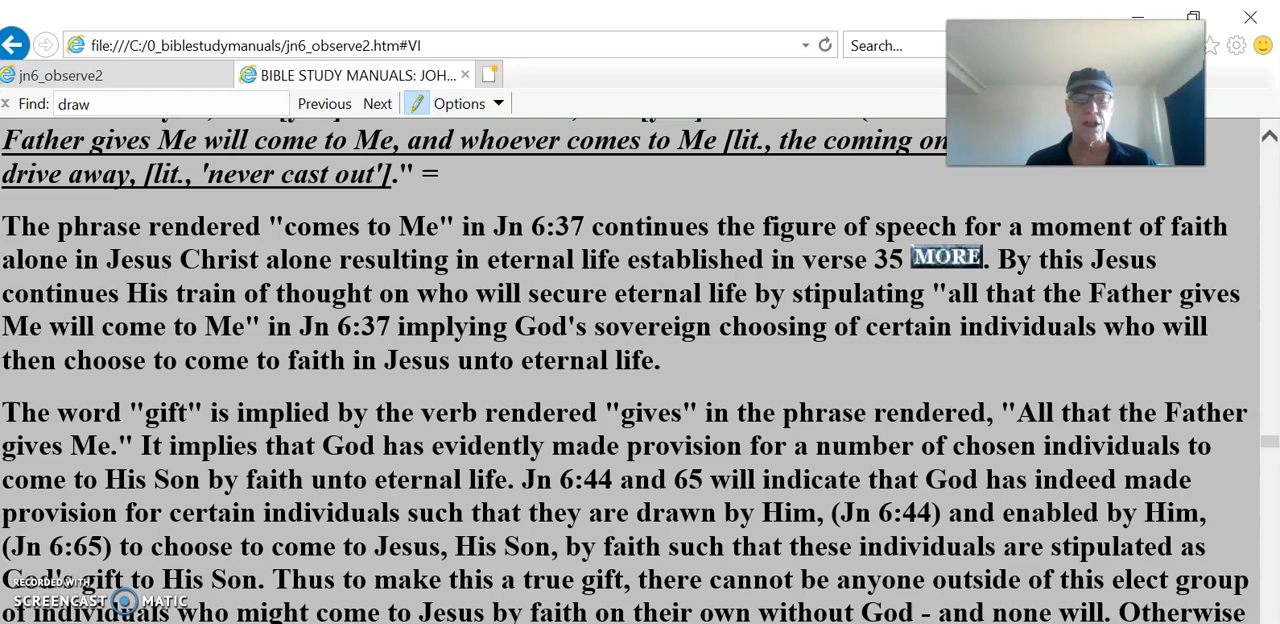 file:///C:/0_biblestudymanuals/jn6_observe2.htm#VI
Search...
jn6_observe2
BIBLE STUDY MANUALS: JOH...
Find: draw
Previous Next Options
Father gives Me will come to Me, and whoever comes to Me [lit., the coming on
drive away, [lit., 'never cast out']." =
The phrase rendered "comes to Me" in Jn 6:37 continues the figure of speech for a moment of faith
alone in Jesus Christ alone resulting in eternal life established in verse 35 MORE. By this Jesus
continues His train of thought on who will secure eternal life by stipulating "all that the Father gives
Me will come to Me" in Jn 6:37 implying God's sovereign choosing of certain individuals who will
then choose to come to faith in Jesus unto eternal life.
The word "gift" is implied by the verb rendered "gives" in the phrase rendered, "All that the Father
gives Me." It implies that God has evidently made provision for a number of chosen individuals to
come to His Son by faith unto eternal life. Jn 6:44 and 65 will indicate that God has indeed made
provision for certain individuals such that they are drawn by Him, (Jn 6:44) and enabled by Him,
(Jn 6:65) to choose to come to Jesus, His Son, by faith such that these individuals are stipulated as
God's gift to His Son. Thus to make this a true gift, there cannot be anyone outside of this elect group
of individuals who might come to Jesus by faith on their own without God - and none will. Otherwise
RECORDED WITH
SCREENCAST MATIC